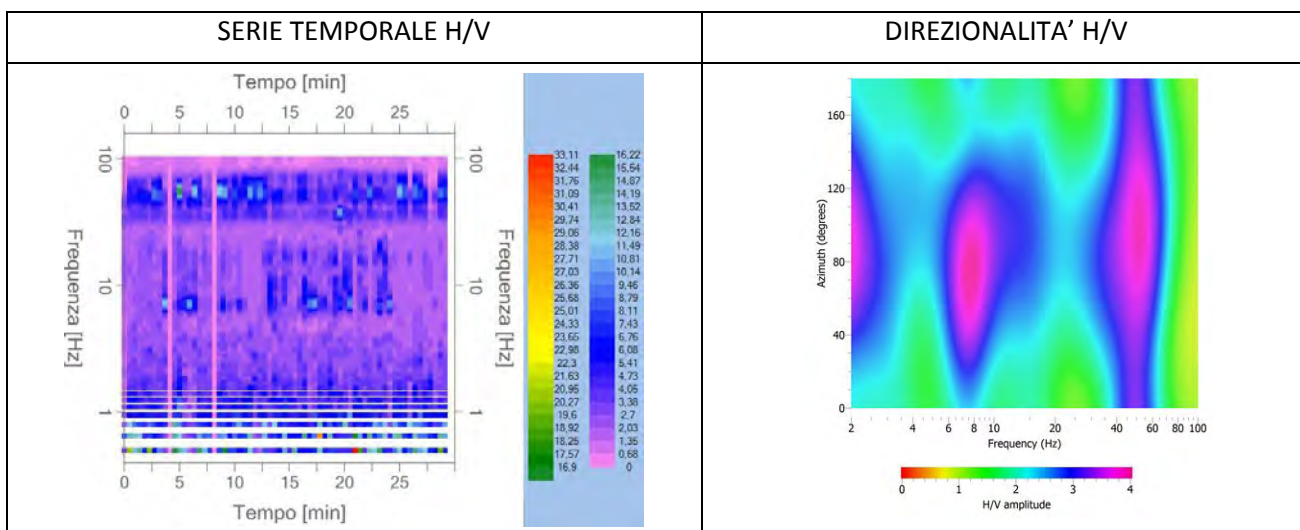 SERIE TEMPORALE H/V
DIREZIONALITA’ H/V
Tempo [min]
0 5 10 15 20 25
100
10
1
Frequenza [Hz]
100
10
1
Frequenza [Hz]
0 5 10 15 20 25
Tempo [min]
33,11 16,22
32,44 15,54
31,76 14,87
31,09 14,19
30,41 13,52
29,74 12,84
29,06 12,16
28,38 11,49
27,71 10,81
27,03 10,14
26,36 9,46
25,68 8,79
25,01 8,11
24,33 7,43
23,65 6,76
22,98 6,08
22,3 5,41
21,63 4,73
20,95 4,05
20,27 3,38
19,6 2,7
18,92 2,03
18,25 1,35
17,57 0,68
16,9 0
160
120
80
40
0
Azimuth (degrees)
2 4 6 8 10 20 40 60 80 100
Frequency (Hz)
0 1 2 3 4
H/V amplitude